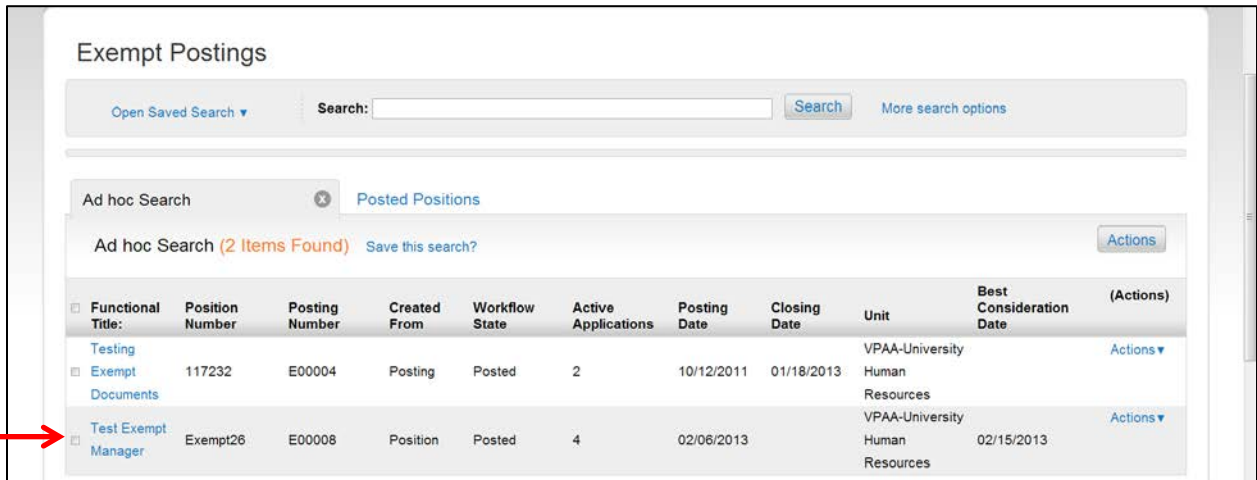 Exempt Postings
Open Saved Search ▼ Search: Search More search options
Ad hoc Search x Posted Positions
Ad hoc Search (2 Items Found) Save this search? Actions
Functional Title: Position Number Posting Number Created From Workflow State Active Applications Posting Date Closing Date Unit Best Consideration Date (Actions)
Testing Exempt Documents 117232 E00004 Posting Posted 2 10/12/2011 01/18/2013 VPAA-University Human Resources Actions ▼
Test Exempt Manager Exempt26 E00008 Position Posted 4 02/06/2013 VPAA-University Human Resources 02/15/2013 Actions ▼